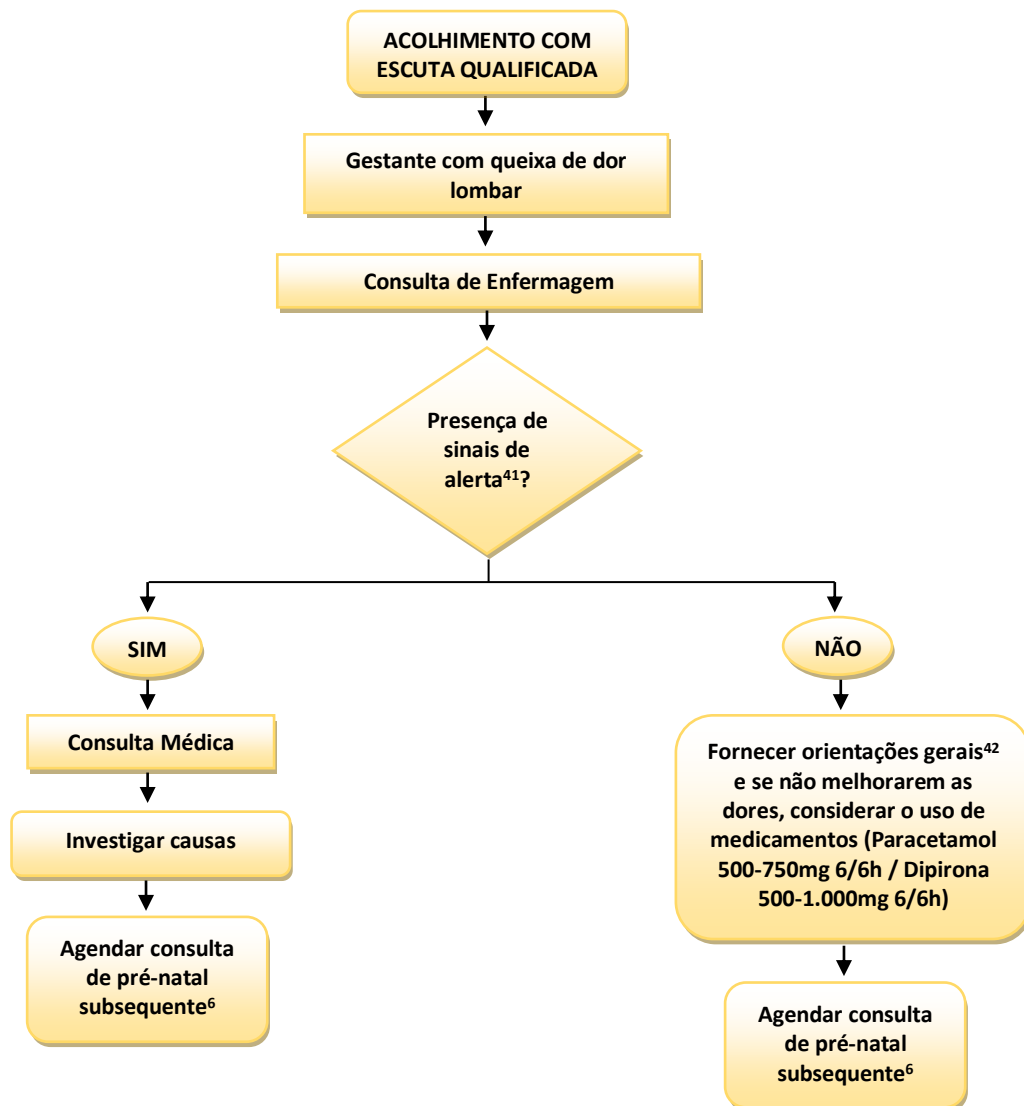 ACOLHIMENTO COM
ESCUTA QUALIFICADA
Gestante com queixa de dor
lombar
Consulta de Enfermagem
Presença de
sinais de
alerta⁴¹?
SIM
Consulta Médica
Investigar causas
Agendar consulta
de pré-natal
subsequente⁶
NÃO
Fornecer orientações gerais⁴²
e se não melhorarem as
dores, considerar o uso de
medicamentos (Paracetamol
500-750mg 6/6h / Dipirona
500-1.000mg 6/6h)
Agendar consulta
de pré-natal
subsequente⁶